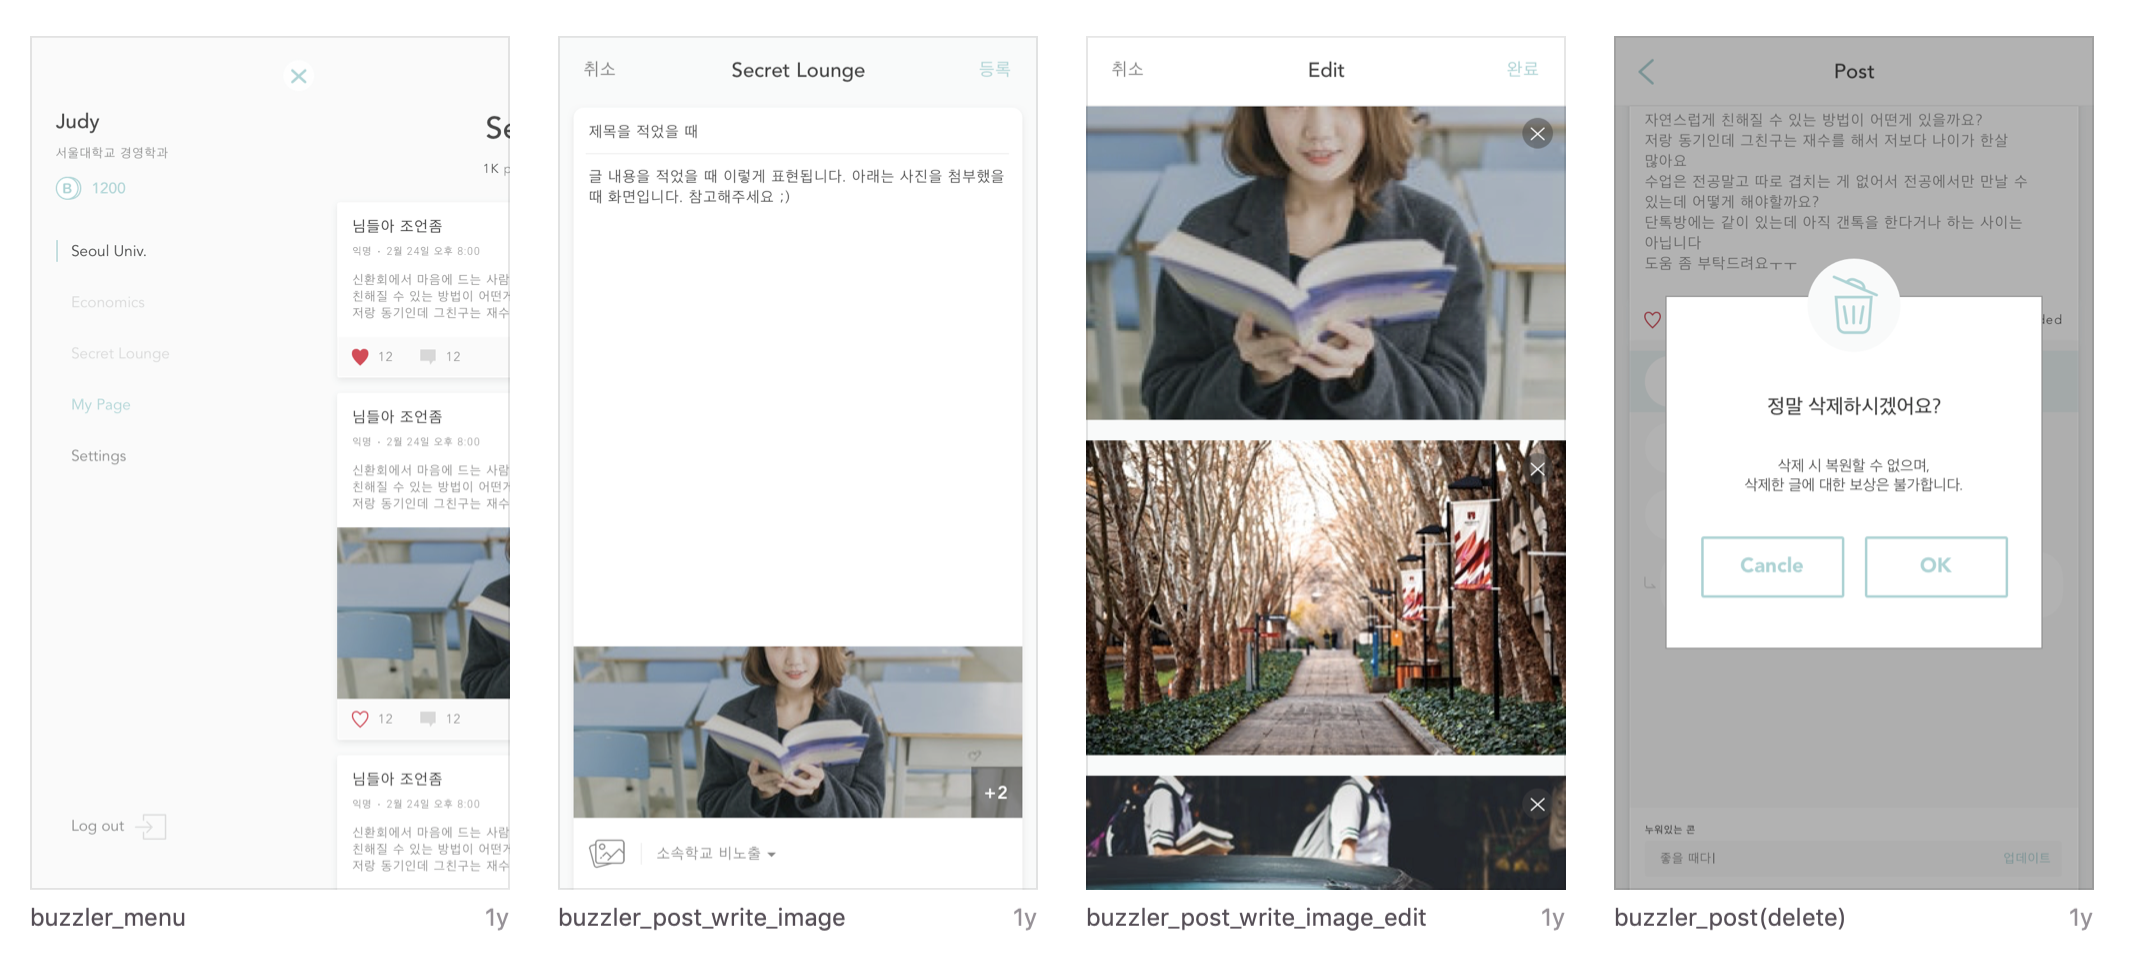 Judy
서울대학교 경영학과
B 1200
Seoul Univ.
Economics
Secret Lounge
My Page
Settings
Log out
Se
1K p
님들아 조언좀
익명 · 2월 24일 오후 8:00
신환회에서 마음에 드는 사람
친해질 수 있는 방법이 어떤게
저랑 동기인데 그친구는 재수
12 12
님들아 조언좀
익명 · 2월 24일 오후 8:00
신환회에서 마음에 드는 사람
친해질 수 있는 방법이 어떤게
저랑 동기인데 그친구는 재수
12 12
님들아 조언좀
익명 · 2월 24일 오후 8:00
신환회에서 마음에 드는 사람
친해질 수 있는 방법이 어떤게
저랑 동기인데 그친구는 재수
buzzler_menu 1y
취소 Secret Lounge 등록
제목을 적었을 때
글 내용을 적었을 때 이렇게 표현됩니다. 아래는 사진을 첨부했을
때 화면입니다. 참고해주세요 ;)
+2
소속학교 비노출
buzzler_post_write_image 1y
취소 Edit 완료
buzzler_post_write_image_edit 1y
Post
자연스럽게 친해질 수 있는 방법이 어떤게 있을까요?
저랑 동기인데 그친구는 재수를 해서 저보다 나이가 한살
많아요
수업은 전공말고 따로 겹치는 게 없어서 전공에서만 만날 수
있는데 어떻게 해야할까요?
단톡방에는 같이 있는데 아직 갠톡을 한다거나 하는 사이는
아닙니다
도움 좀 부탁드려요ㅜㅜ
ded
정말 삭제하시겠어요?
삭제 시 복원할 수 없으며,
삭제한 글에 대한 보상은 불가합니다.
Cancle OK
누워있는 콘
좋을 때다 업데이트
buzzler_post(delete) 1y